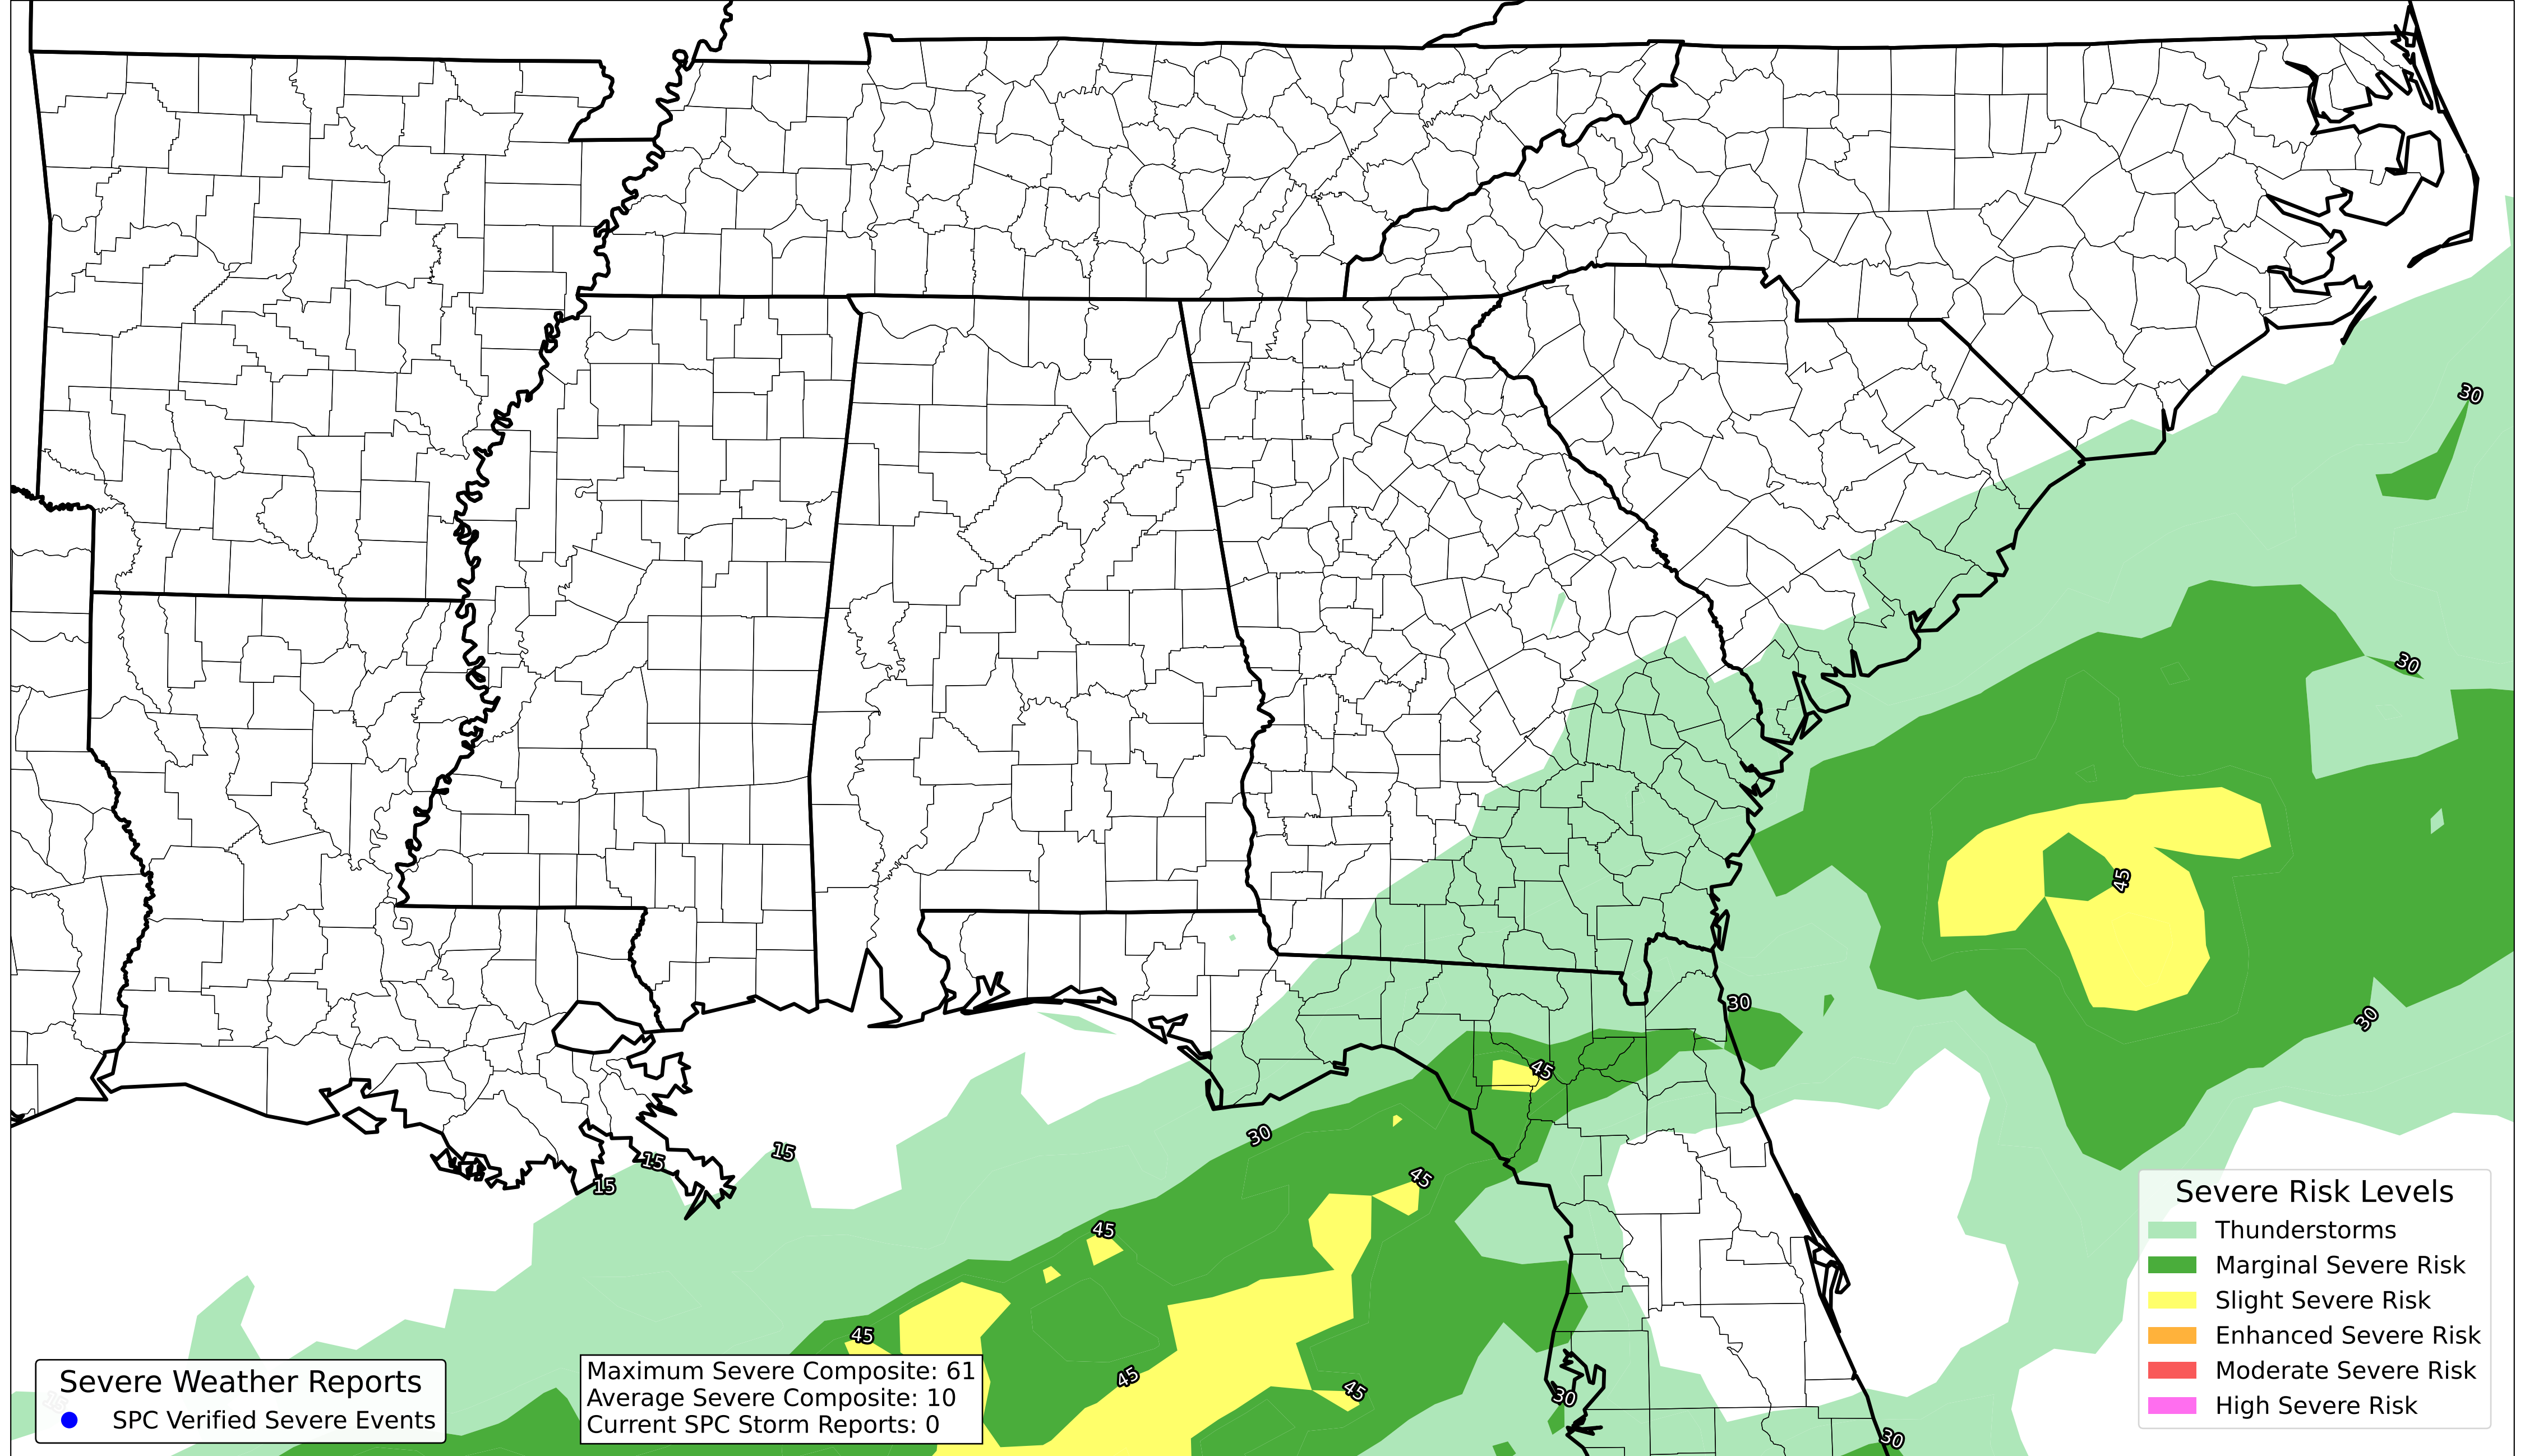 30
30
45
30
30
45
30
15
15
15
45
45
45
45
45
30
30
15
Severe Weather Reports
SPC Verified Severe Events
Maximum Severe Composite: 61
Average Severe Composite: 10
Current SPC Storm Reports: 0
Severe Risk Levels
Thunderstorms
Marginal Severe Risk
Slight Severe Risk
Enhanced Severe Risk
Moderate Severe Risk
High Severe Risk